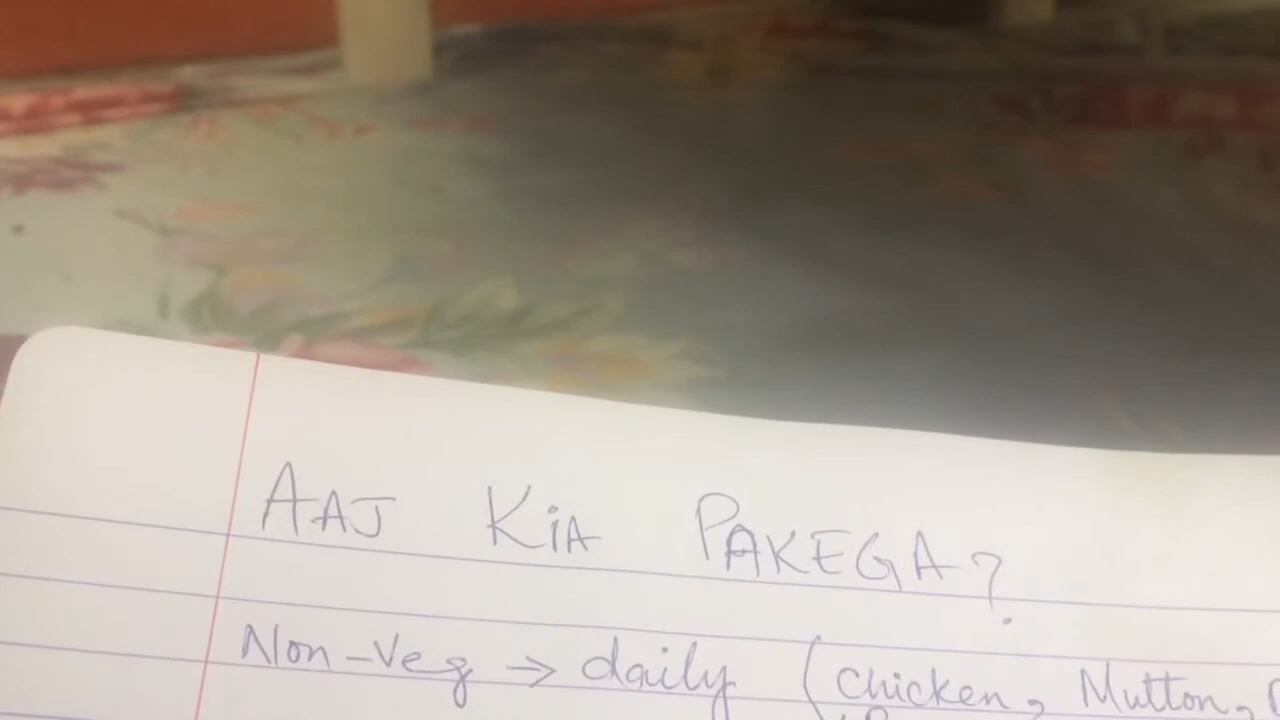 AAJ KiA PAKEGA?
Non-Veg → daily (chicken, Mutton,